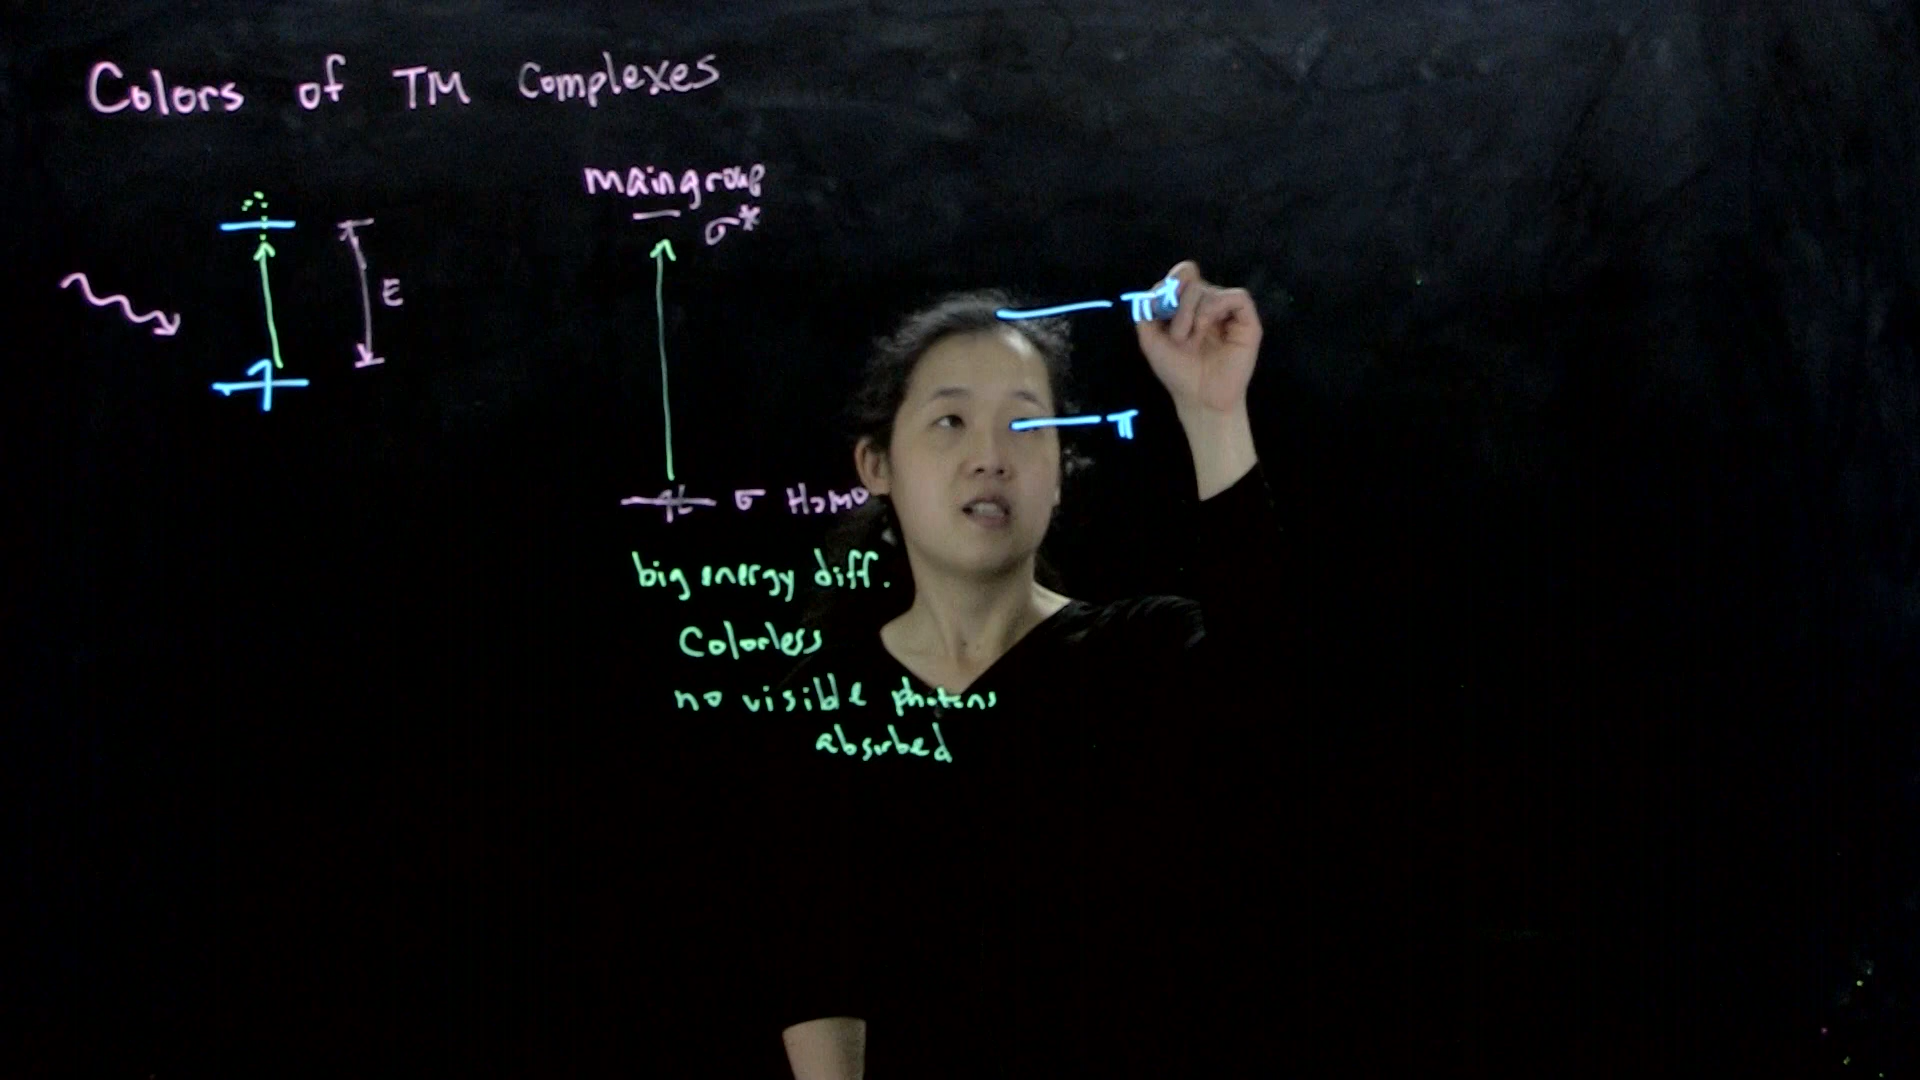 Colors of TM Complexes
main group
σ*
E
π*
π
σ HOMO
big energy diff.
Colorless
no visible photons
absorbed